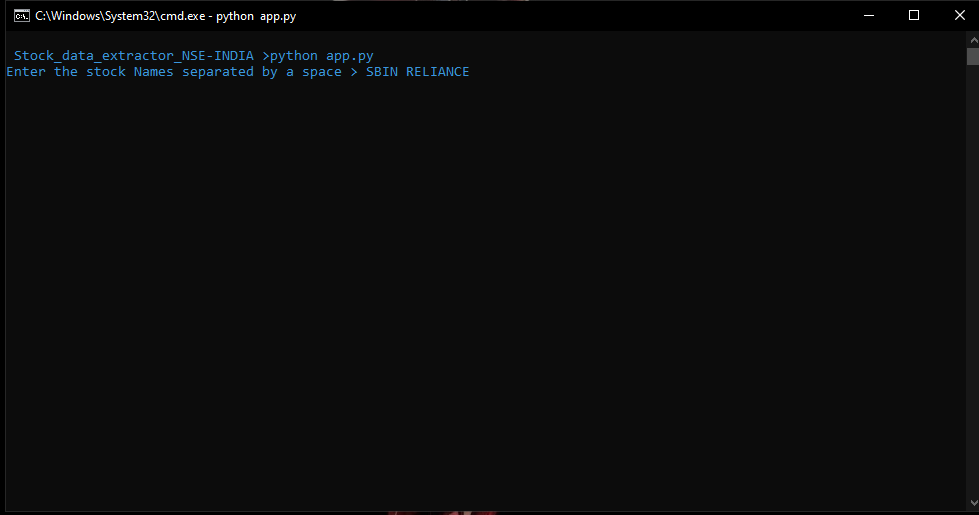 C:\Windows\System32\cmd.exe - python  app.py
Stock_data_extractor_NSE-INDIA >python app.py
Enter the stock Names separated by a space > SBIN RELIANCE